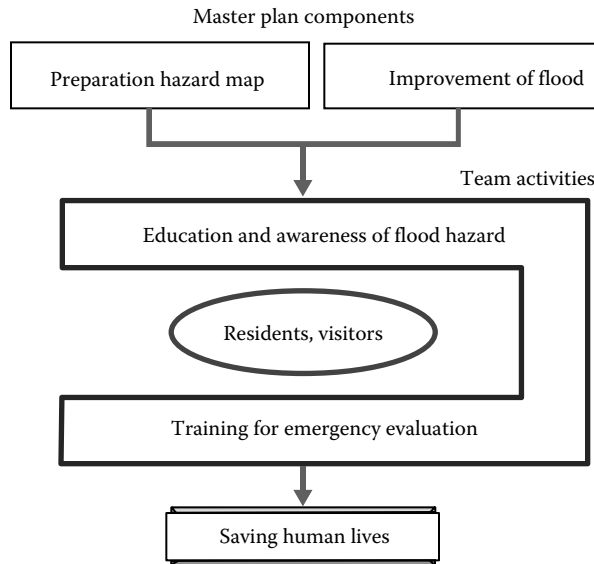 Master plan components
Preparation hazard map
Improvement of flood
Team activities
Education and awareness of flood hazard
Residents, visitors
Training for emergency evaluation
Saving human lives